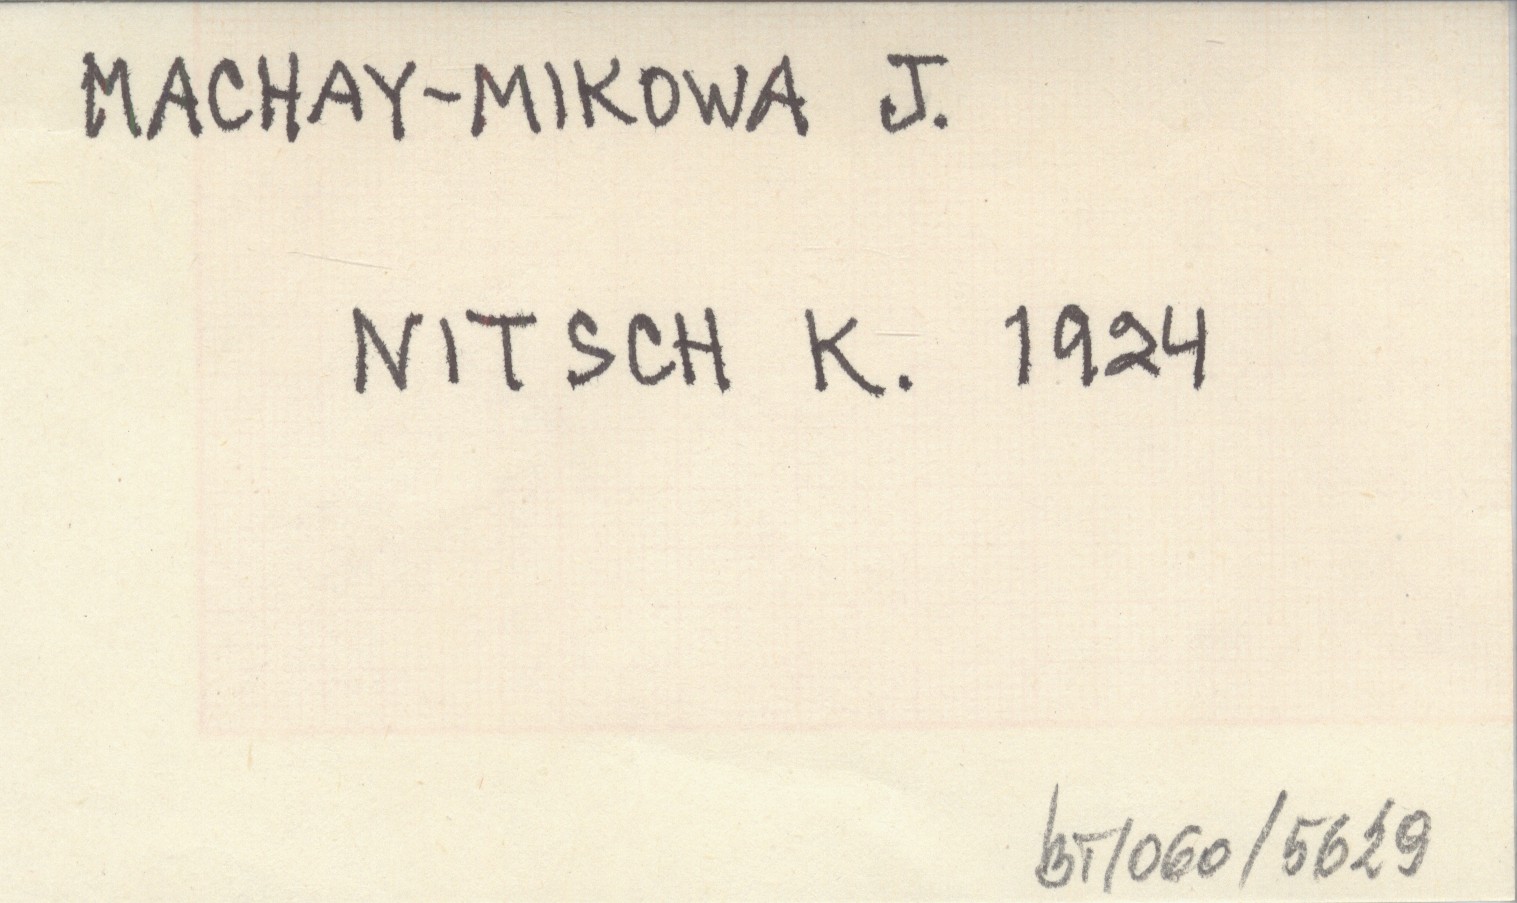 MACHAY-MIKOWA J.
NITSCH K. 1924
BT/060/5629